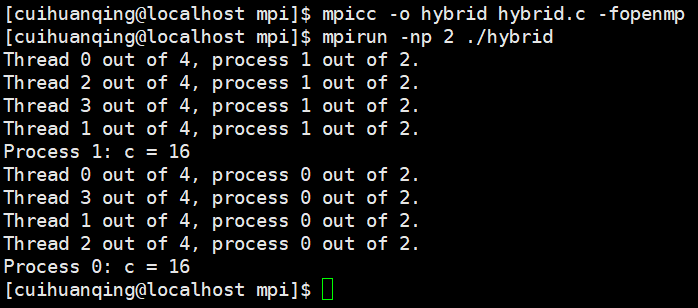 [cuihuanqing@localhost mpi]$ mpicc -o hybrid hybrid.c -fopenmp
[cuihuanqing@localhost mpi]$ mpirun -np 2 ./hybrid
Thread 0 out of 4, process 1 out of 2.
Thread 2 out of 4, process 1 out of 2.
Thread 3 out of 4, process 1 out of 2.
Thread 1 out of 4, process 1 out of 2.
Process 1: c = 16
Thread 0 out of 4, process 0 out of 2.
Thread 3 out of 4, process 0 out of 2.
Thread 1 out of 4, process 0 out of 2.
Thread 2 out of 4, process 0 out of 2.
Process 0: c = 16
[cuihuanqing@localhost mpi]$